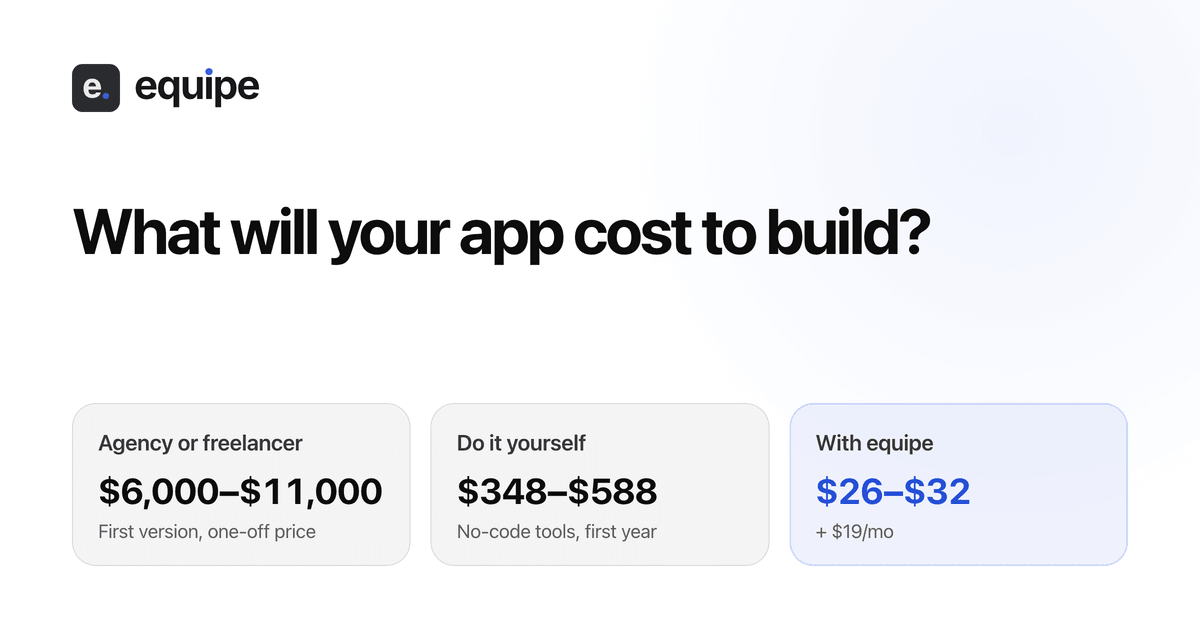 e.
equipe
What will your app cost to build?
Agency or freelancer
$6,000–$11,000
First version, one-off price
Do it yourself
$348–$588
No-code tools, first year
With equipe
$26–$32
+ $19/mo